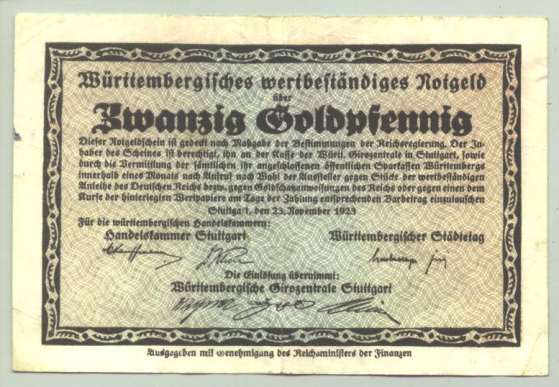 Württembergisches wertbeständiges Notgeld
über
Zwanzig Goldpfennig
Dieser Notgeldschein ist gedeckt nach Maßgabe der Bestimmungen der Reichsregierung. Der In-
haber des Scheines ist berechtigt, ihn an der Kasse der Württ. Girozentrale in Stuttgart, sowie
durch die Vermittlung der sämtlichen ihr angeschlossenen öffentlichen Sparkassen Württembergs
innerhalb eines Monats nach Aufruf nach Wahl der Aussteller gegen Stücke der wertbeständigen
Anleihe des Deutschen Reichs bezw. gegen Goldschatzanweisungen des Reichs oder gegen einen dem
Kurse der hinterlegten Wertpapiere am Tage der Zahlung entsprechenden Barbetrag einzutauschen
Stuttgart, den 23. November 1923
Für die württembergischen Handelskammern:
Handelskammer Stuttgart Württembergischer Städtetag
Die Einlösung übernimmt:
Württembergische Girozentrale Stuttgart
Ausgegeben mit Genehmigung des Reichsministers der Finanzen